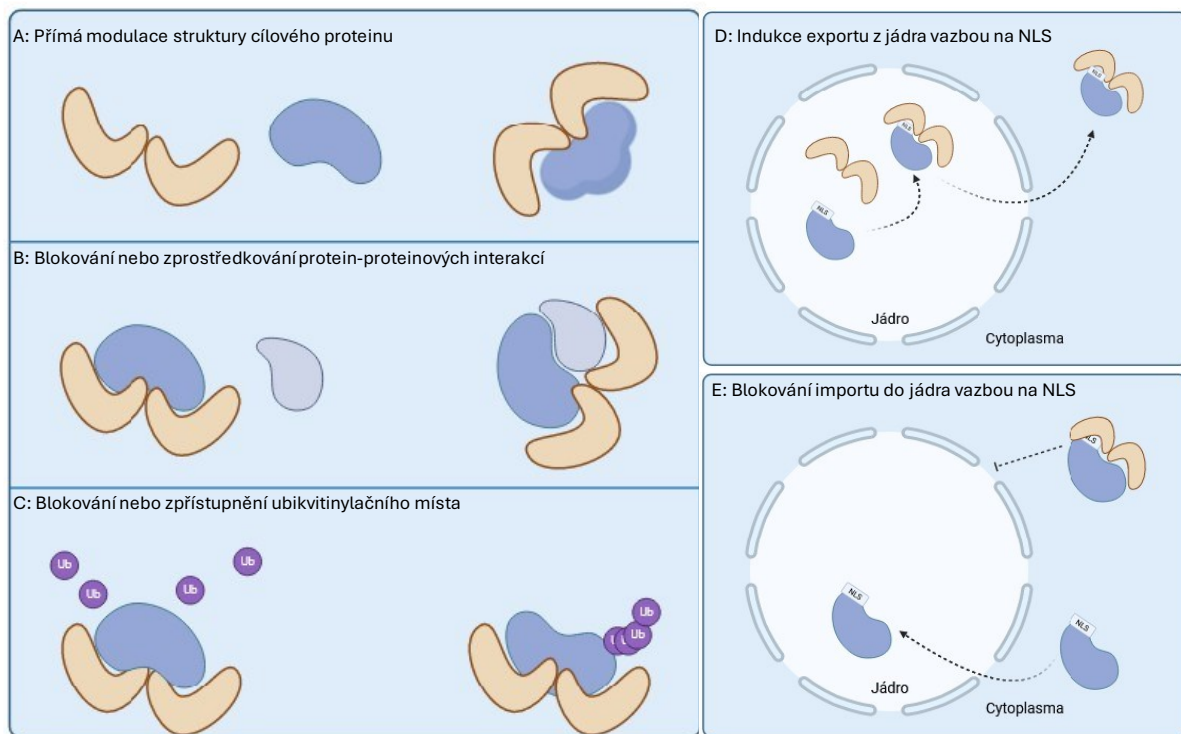 A: Přímá modulace struktury cílového proteinu
B: Blokování nebo zprostředkování protein-proteinových interakcí
C: Blokování nebo zpřístupnění ubikvitinylačního místa
Ub
Ub
Ub
Ub
Ub
Ub
D: Indukce exportu z jádra vazbou na NLS
NLS
NLS
NLS
Jádro
Cytoplasma
E: Blokování importu do jádra vazbou na NLS
NLS
NLS
Jádro
Cytoplasma